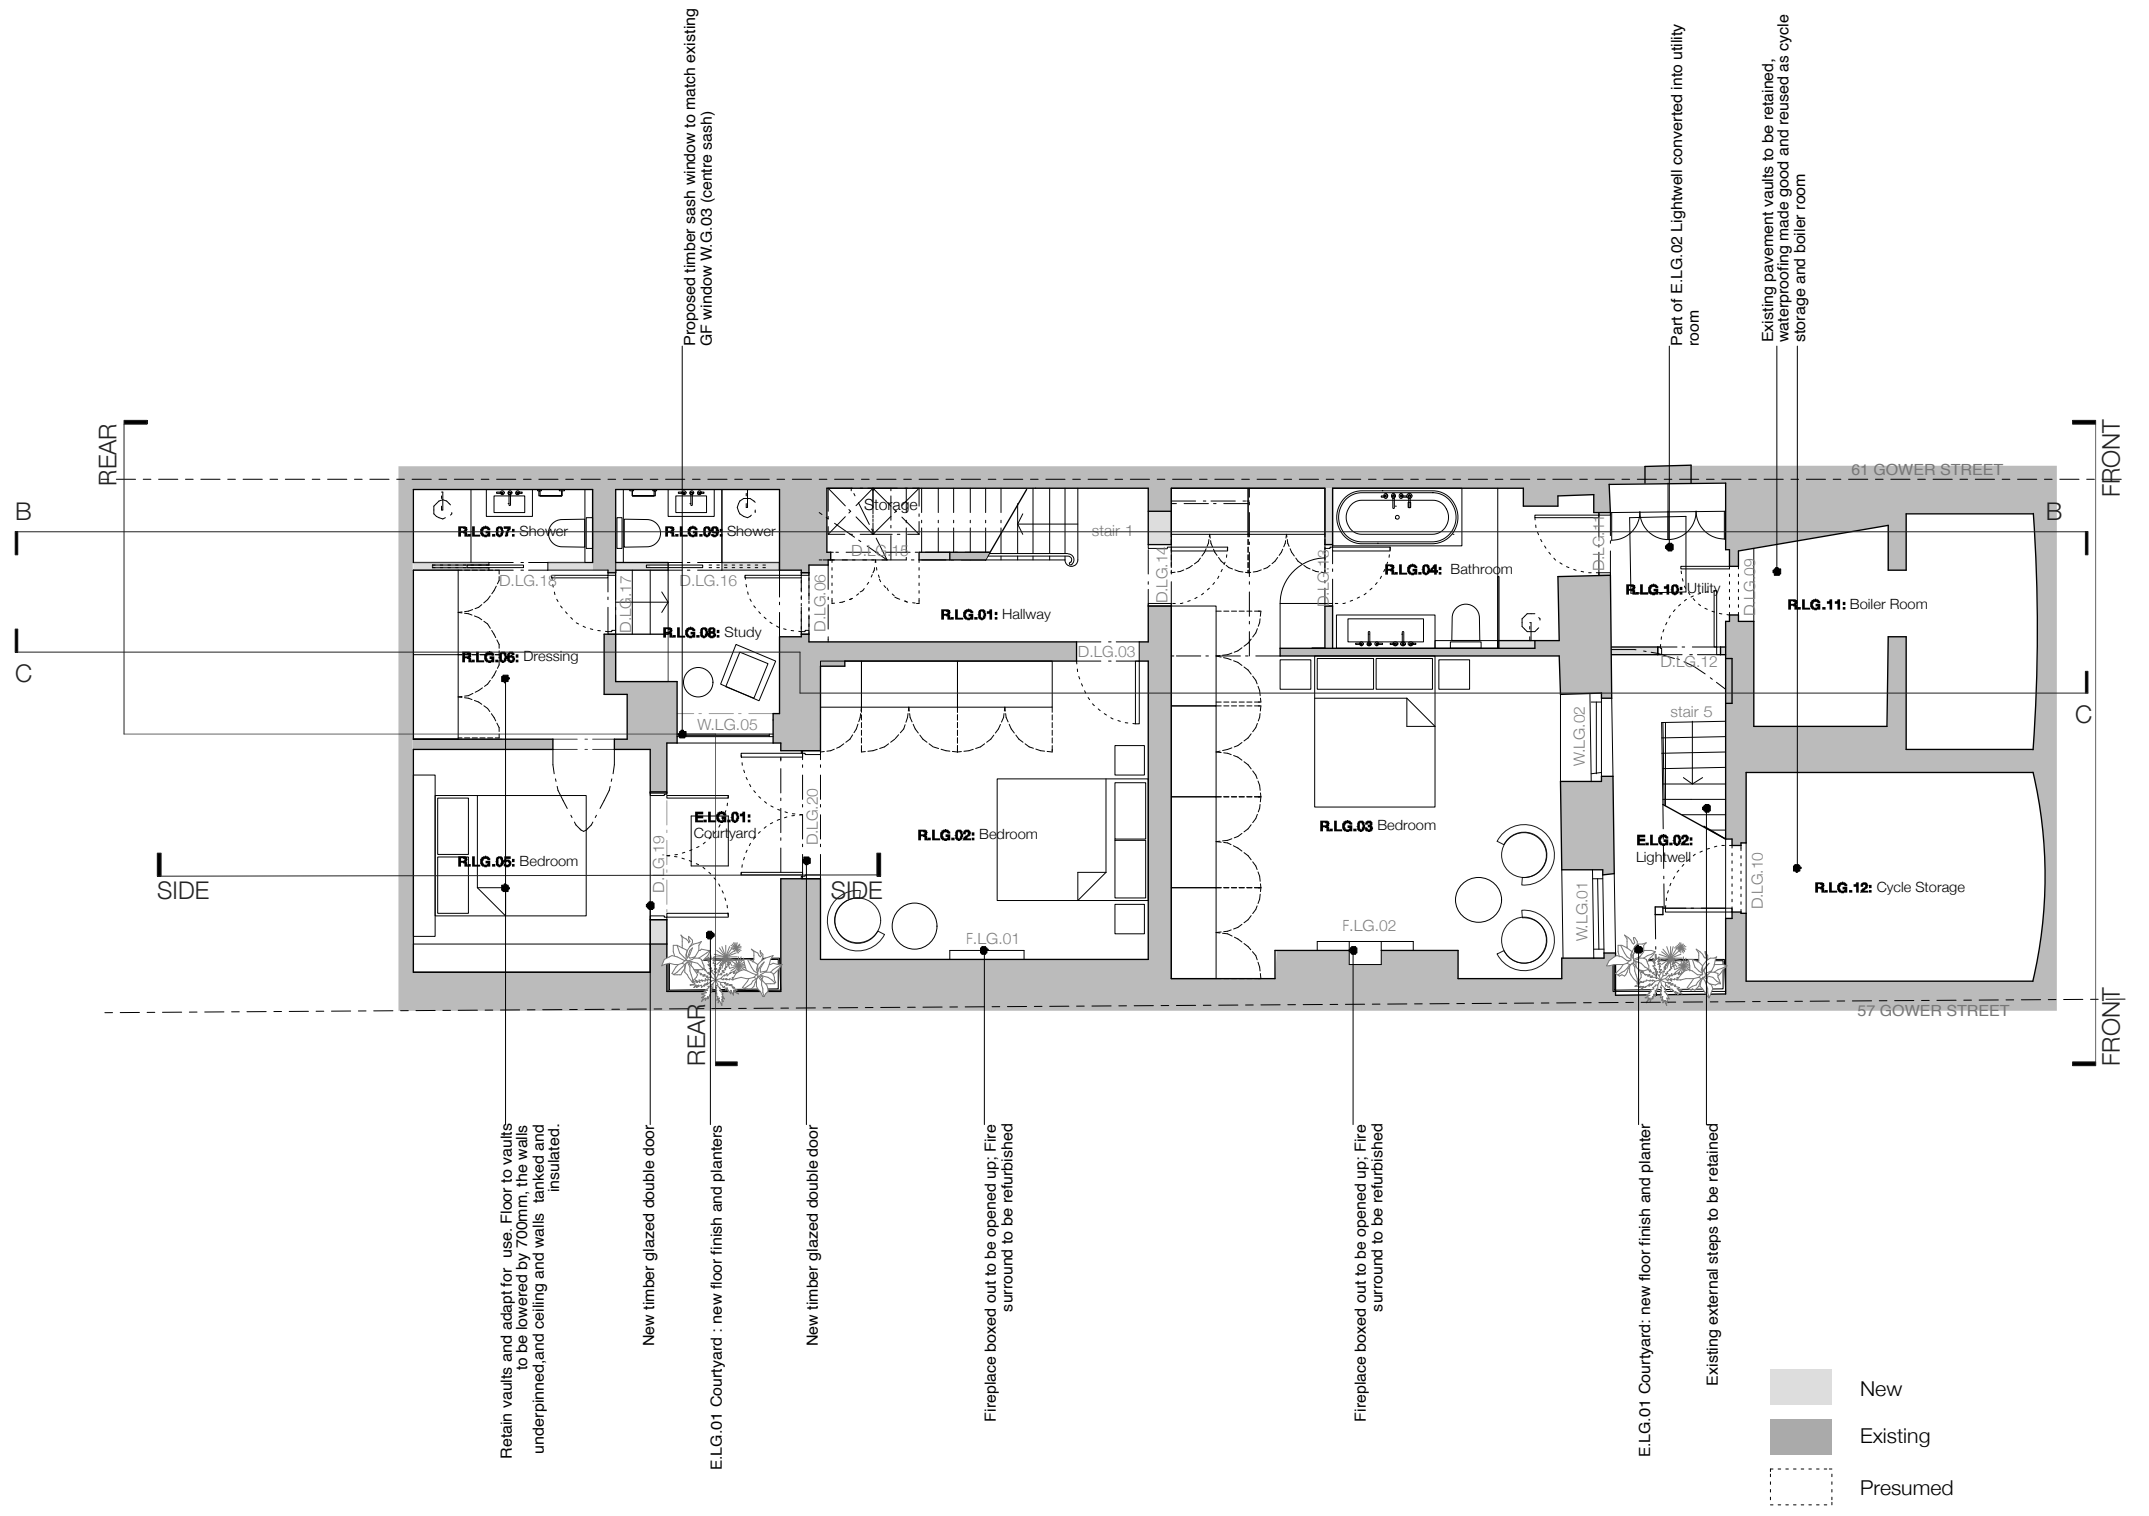 Proposed timber sash window to match existing
GF window W.G.03 (centre sash)
Part of E.LG.02 Lightwell converted into utility
room
Existing pavement vaults to be retained,
waterproofing made good and reused as cycle
storage and boiler room
REAR
FRONT
61 GOWER STREET
B
B
C
C
Storage
stair 1
R.LG.07: Shower
R.LG.09: Shower
D.LG.15
D.LG.18
D.LG.17
D.LG.16
D.LG.06
D.LG.14
D.LG.13
D.LG.11
D.LG.09
R.LG.04: Bathroom
R.LG.10: Utility
R.LG.11: Boiler Room
R.LG.01: Hallway
R.LG.08: Study
R.LG.06: Dressing
D.LG.03
D.LG.12
W.LG.05
W.LG.02
stair 5
D.LG.20
D.LG.19
E.LG.01:
Courtyard
R.LG.02: Bedroom
R.LG.03 Bedroom
E.LG.02:
Lightwell
R.LG.05: Bedroom
D.LG.10
R.LG.12: Cycle Storage
SIDE
SIDE
W.LG.01
F.LG.01
F.LG.02
57 GOWER STREET
REAR
FRONT
Retain vaults and adapt for use. Floor to vaults
to be lowered by 700mm, the walls
underpinned,and ceiling and walls tanked and
insulated.
New timber glazed double door
E.LG.01 Courtyard : new floor finish and planters
New timber glazed double door
Fireplace boxed out to be opened up; Fire
surround to be refurbished
Fireplace boxed out to be opened up; Fire
surround to be refurbished
E.LG.01 Courtyard: new floor finish and planter
Existing external steps to be retained
New
Existing
Presumed